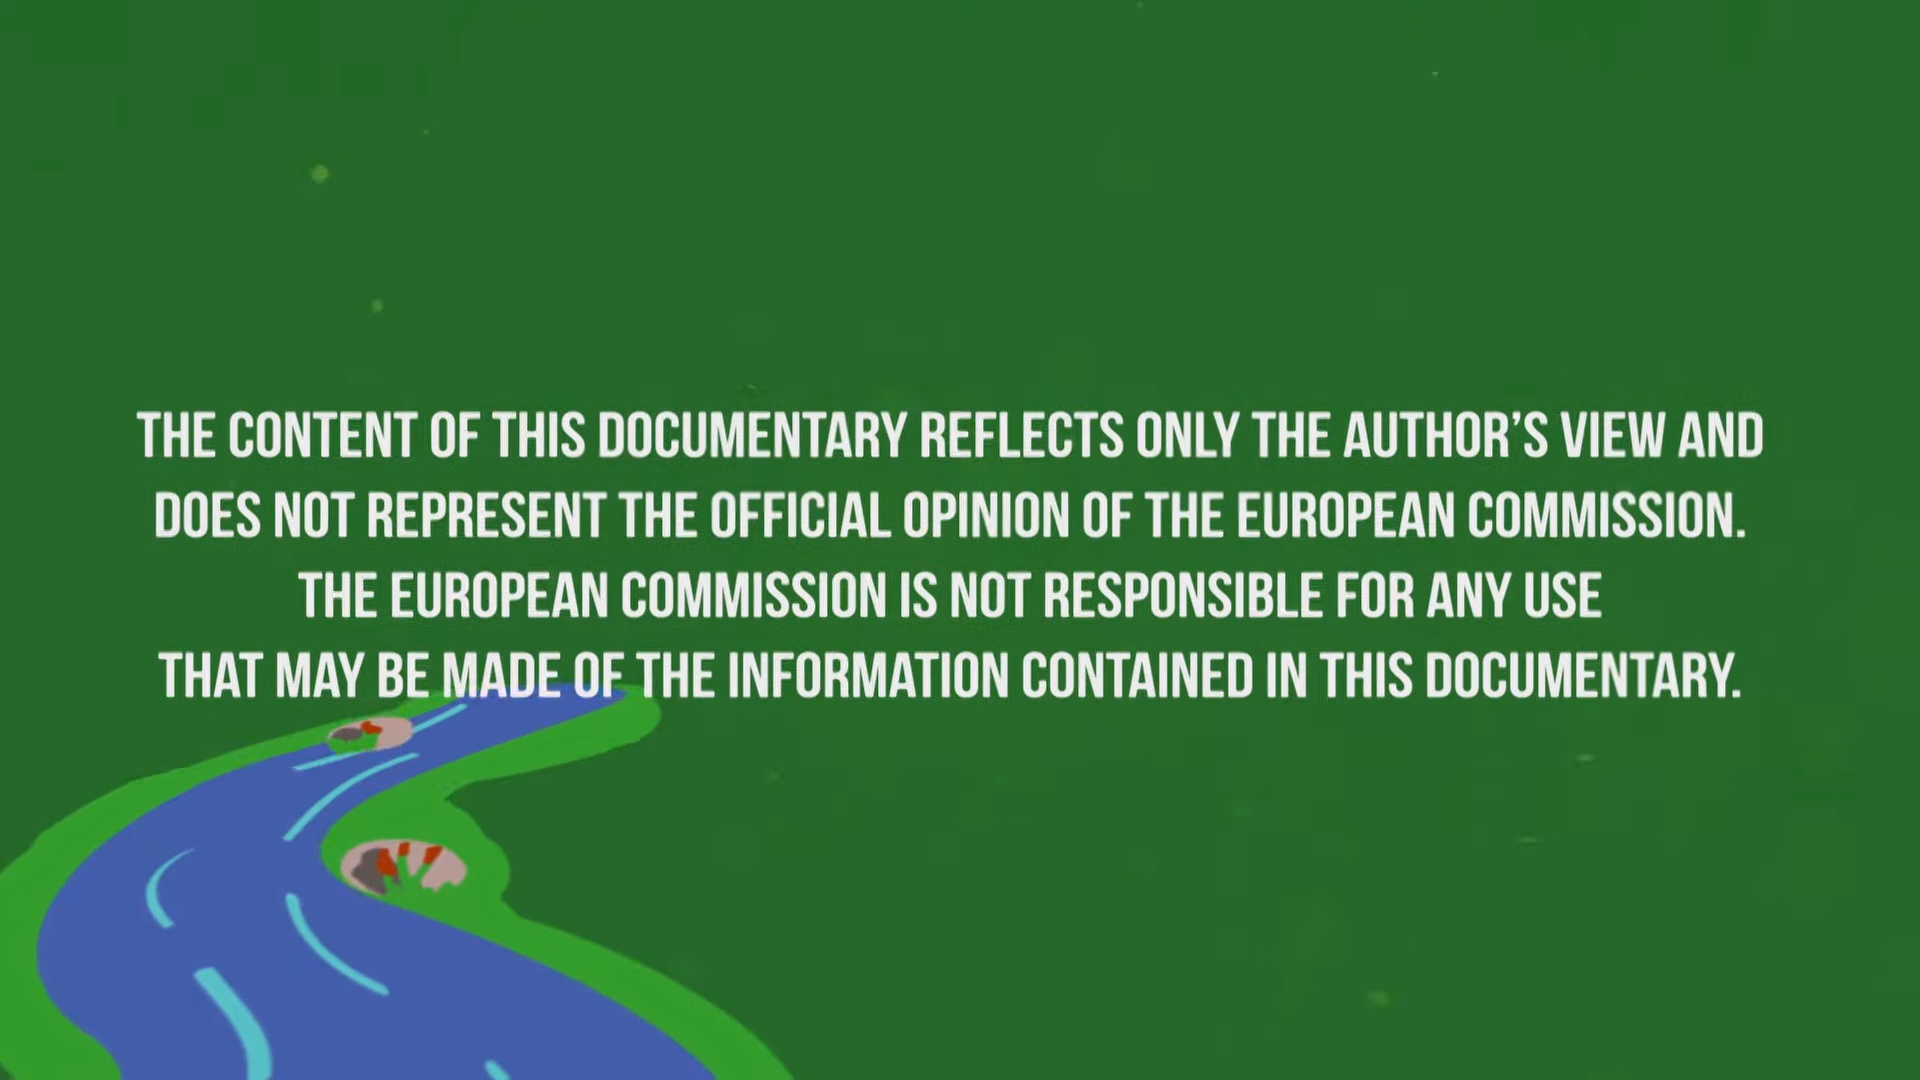 THE CONTENT OF THIS DOCUMENTARY REFLECTS ONLY THE AUTHOR’S VIEW AND
DOES NOT REPRESENT THE OFFICIAL OPINION OF THE EUROPEAN COMMISSION.
THE EUROPEAN COMMISSION IS NOT RESPONSIBLE FOR ANY USE
THAT MAY BE MADE OF THE INFORMATION CONTAINED IN THIS DOCUMENTARY.